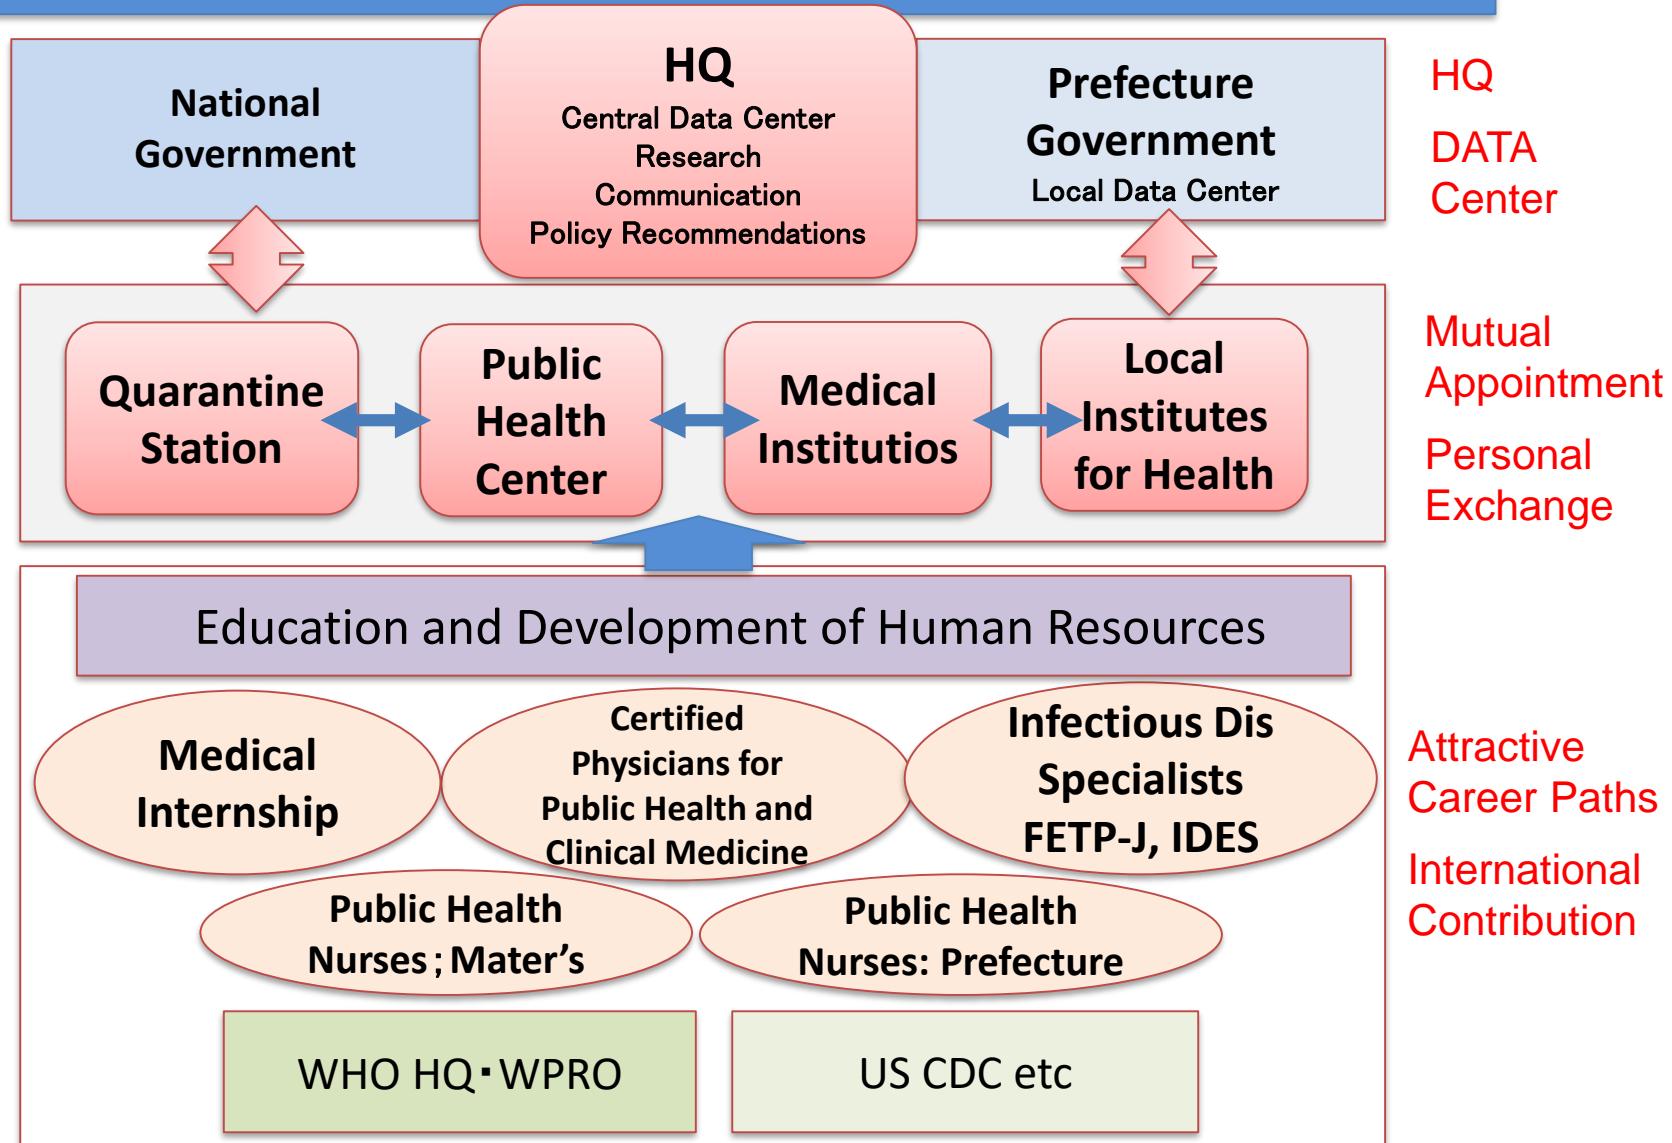 National
Government
HQ
Central Data Center
Research
Communication
Policy Recommendations
Prefecture
Government
Local Data Center
HQ
DATA
Center
Quarantine
Station
Public
Health
Center
Medical
Institutios
Local
Institutes
for Health
Mutual
Appointment
Personal
Exchange
Education and Development of Human Resources
Medical
Internship
Certified
Physicians for
Public Health and
Clinical Medicine
Infectious Dis
Specialists
FETP-J, IDES
Attractive
Career Paths
International
Contribution
Public Health
Nurses；Mater’s
Public Health
Nurses: Prefecture
WHO HQ・WPRO
US CDC etc